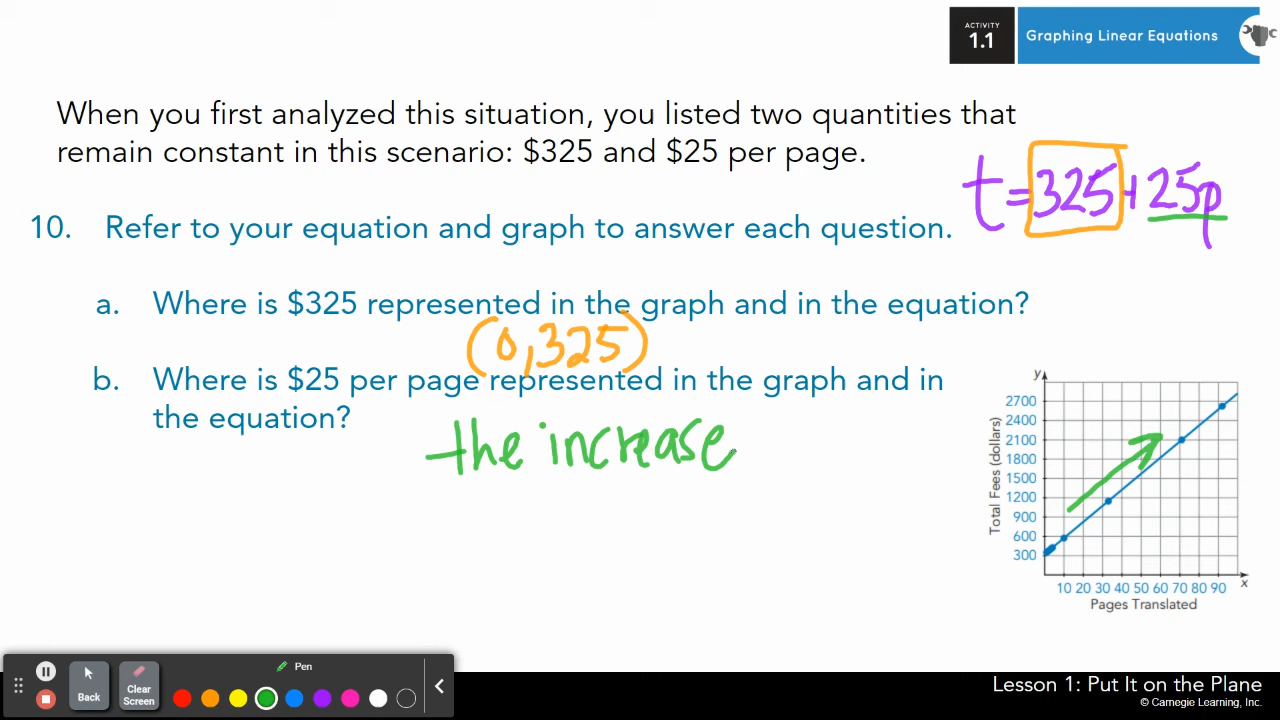 ACTIVITY
1.1
Graphing Linear Equations
When you first analyzed this situation, you listed two quantities that
remain constant in this scenario: $325 and $25 per page.
t=325+25p
10. Refer to your equation and graph to answer each question.
a. Where is $325 represented in the graph and in the equation?
(0,325)
b. Where is $25 per page represented in the graph and in
the equation?
the increase
y
2700
2400
2100
1800
1500
1200
900
600
300
Total Fees (dollars)
10 20 30 40 50 60 70 80 90
x
Pages Translated
Pen
Back
Clear
Screen
Lesson 1: Put It on the Plane
© Carnegie Learning, Inc.